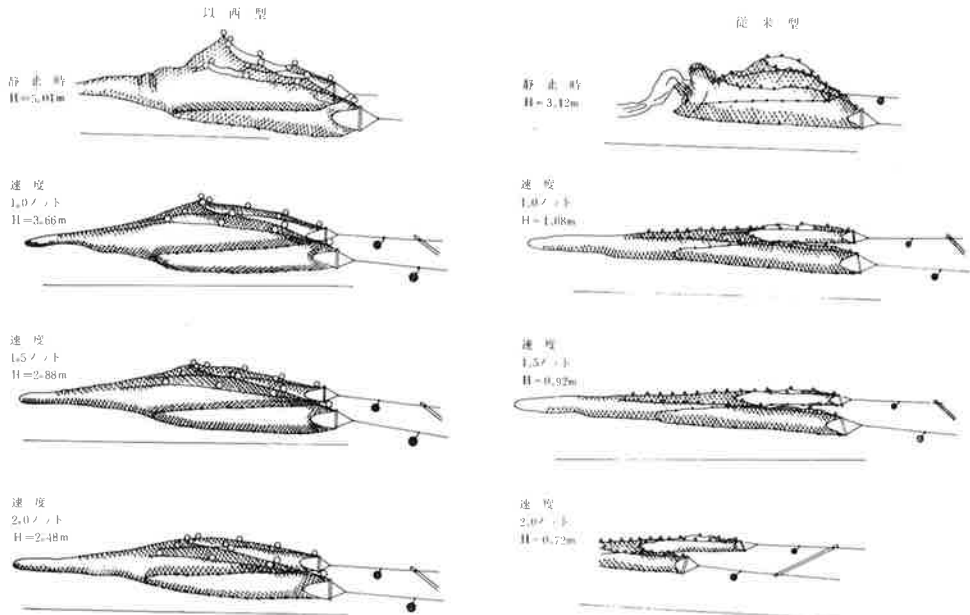 以西型
静止時
H=5.01m
速度
1.0ノット
H=3.66m
速度
1.5ノット
H=2.88m
速度
2.0ノット
H=2.48m
従来型
静止時
H=3.12m
速度
1.0ノット
H=1.08m
速度
1.5ノット
H=0.92m
速度
2.0ノット
H=0.72m